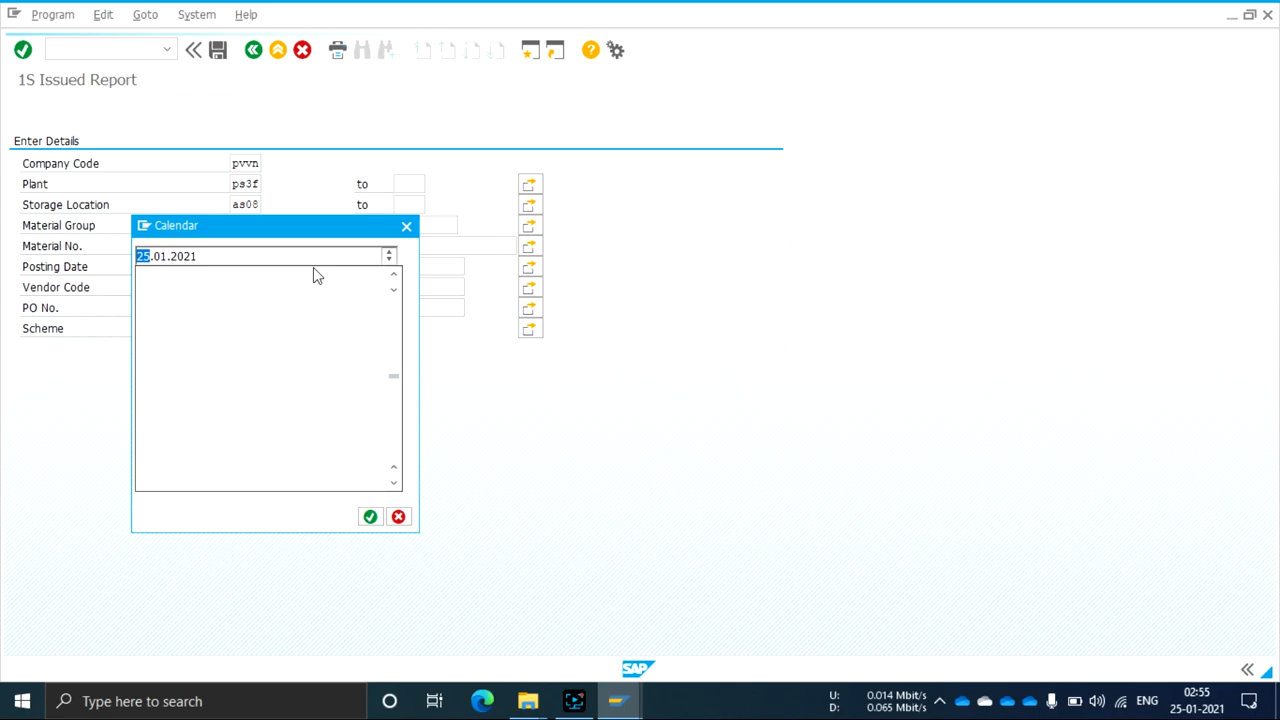 Program Edit Goto System Help
1S Issued Report
Enter Details
Company Code pvvn
Plant ps3f to
Storage Location as08 to
Calendar
Material Group
Material No.
25.01.2021
Posting Date
Vendor Code
PO No.
Scheme
SAP
Type here to search
U: 0.014 Mbit/s
D: 0.065 Mbit/s
ENG
02:55
25-01-2021